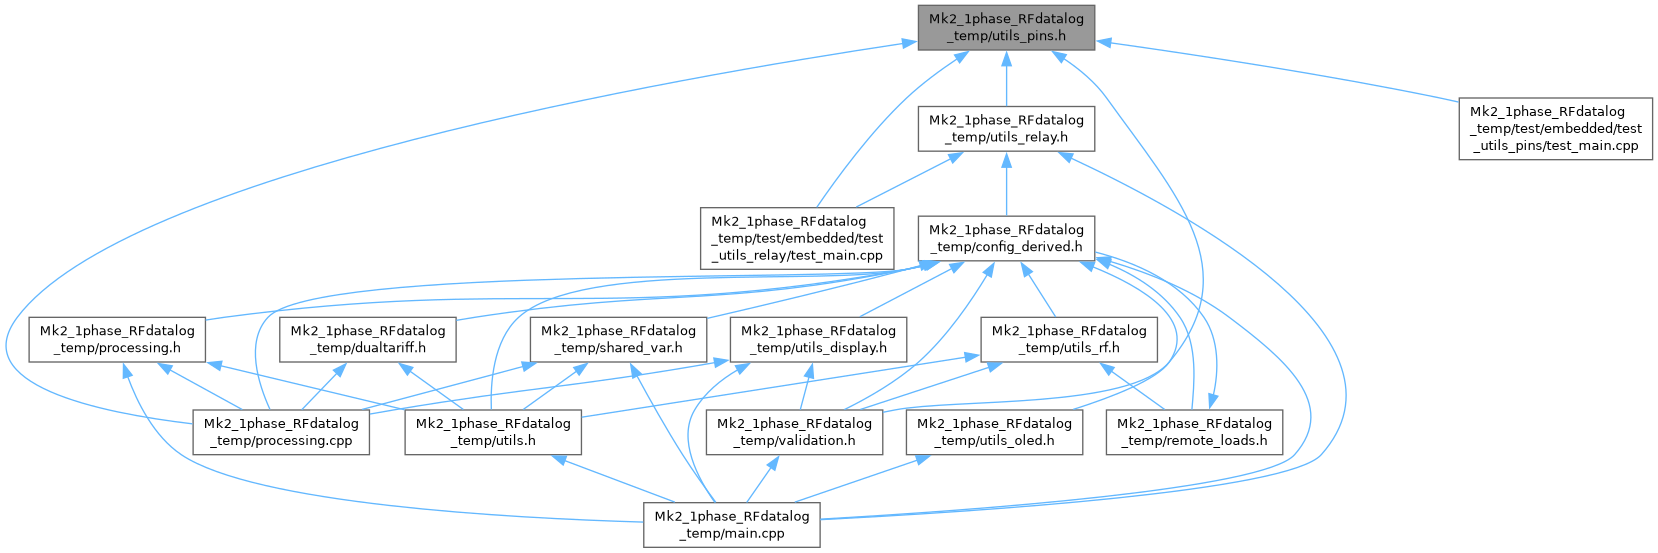 Mk2_1phase_RFdatalog
_temp/utils_pins.h
Mk2_1phase_RFdatalog
_temp/utils_relay.h
Mk2_1phase_RFdatalog
_temp/test/embedded/test
_utils_pins/test_main.cpp
Mk2_1phase_RFdatalog
_temp/test/embedded/test
_utils_relay/test_main.cpp
Mk2_1phase_RFdatalog
_temp/config_derived.h
Mk2_1phase_RFdatalog
_temp/processing.h
Mk2_1phase_RFdatalog
_temp/dualtariff.h
Mk2_1phase_RFdatalog
_temp/shared_var.h
Mk2_1phase_RFdatalog
_temp/utils_display.h
Mk2_1phase_RFdatalog
_temp/utils_rf.h
Mk2_1phase_RFdatalog
_temp/processing.cpp
Mk2_1phase_RFdatalog
_temp/utils.h
Mk2_1phase_RFdatalog
_temp/validation.h
Mk2_1phase_RFdatalog
_temp/utils_oled.h
Mk2_1phase_RFdatalog
_temp/remote_loads.h
Mk2_1phase_RFdatalog
_temp/main.cpp